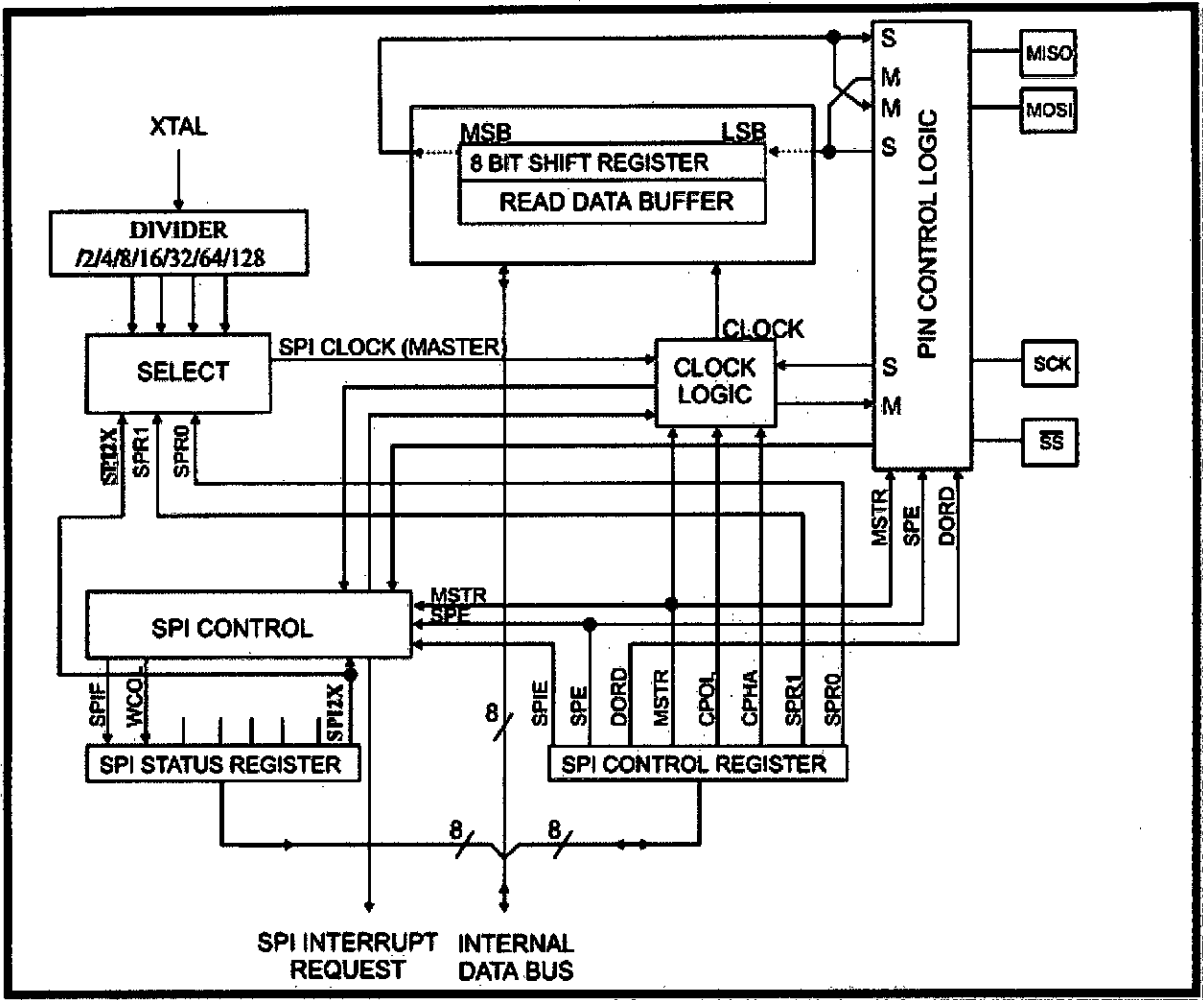 S
MISO
M
M
MOSI
XTAL
MSB
LSB
S
8 BIT SHIFT REGISTER
READ DATA BUFFER
PIN CONTROL LOGIC
DIVIDER
/2/4/8/16/32/64/128
CLOCK
SPI CLOCK (MASTER
SELECT
CLOCK
LOGIC
S
SCK
M
SS
SPI2X
SPR1
SPR0
MSTR
SPE
DORD
MSTR
SPE
SPI CONTROL
SPIF
WCOL
SPI2X
SPIE
SPE
DORD
MSTR
CPOL
CPHA
SPR1
SPR0
8
SPI STATUS REGISTER
SPI CONTROL REGISTER
8
8
SPI INTERRUPT
REQUEST
INTERNAL
DATA BUS